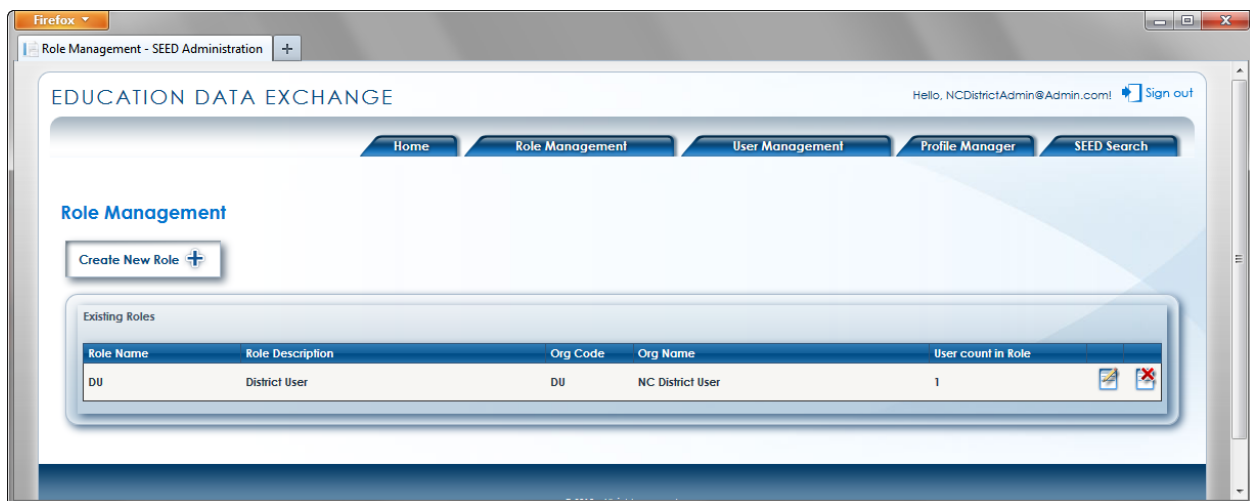 Firefox
Role Management - SEED Administration
EDUCATION DATA EXCHANGE
Hello, NCDistrictAdmin@Admin.com! Sign out
Home Role Management User Management Profile Manager SEED Search
Role Management
Create New Role
Existing Roles
Role Name Role Description Org Code Org Name User count in Role
DU District User DU NC District User 1